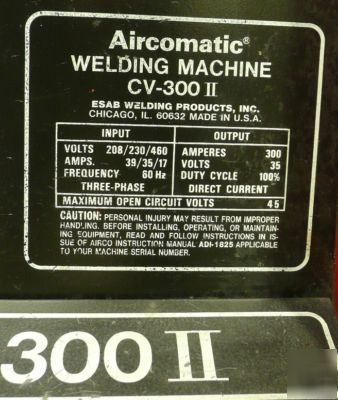 Aircomatic®
WELDING MACHINE
CV-300 II
ESAB WELDING PRODUCTS, INC.
CHICAGO, IL. 60632 MADE IN U.S.A.
INPUT
VOLTS 208/230/460
AMPS. 39/35/17
FREQUENCY 60 Hz
THREE-PHASE
OUTPUT
AMPERES 300
VOLTS 35
DUTY CYCLE 100%
DIRECT CURRENT
MAXIMUM OPEN CIRCUIT VOLTS 45
CAUTION: PERSONAL INJURY MAY RESULT FROM IMPROPER
HANDLING. BEFORE INSTALLING, OPERATING, OR MAINTAIN-
ING EQUIPMENT, READ AND FOLLOW INSTRUCTIONS IN IS-
SUE OF AIRCO INSTRUCTION MANUAL ADI-1825 APPLICABLE
TO YOUR MACHINE SERIAL NUMBER.
300 II